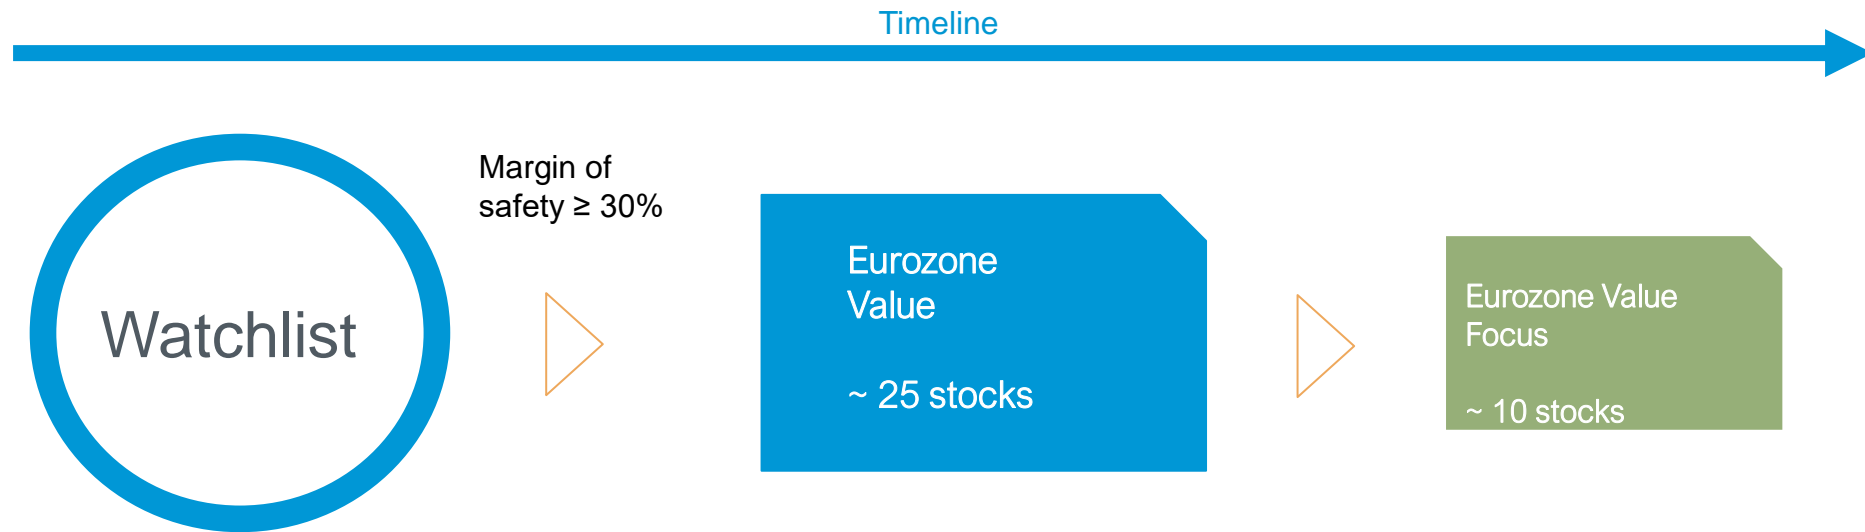 Timeline
Margin of
safety ≥ 30%
Watchlist
Eurozone
Value
~ 25 stocks
Eurozone Value
Focus
~ 10 stocks